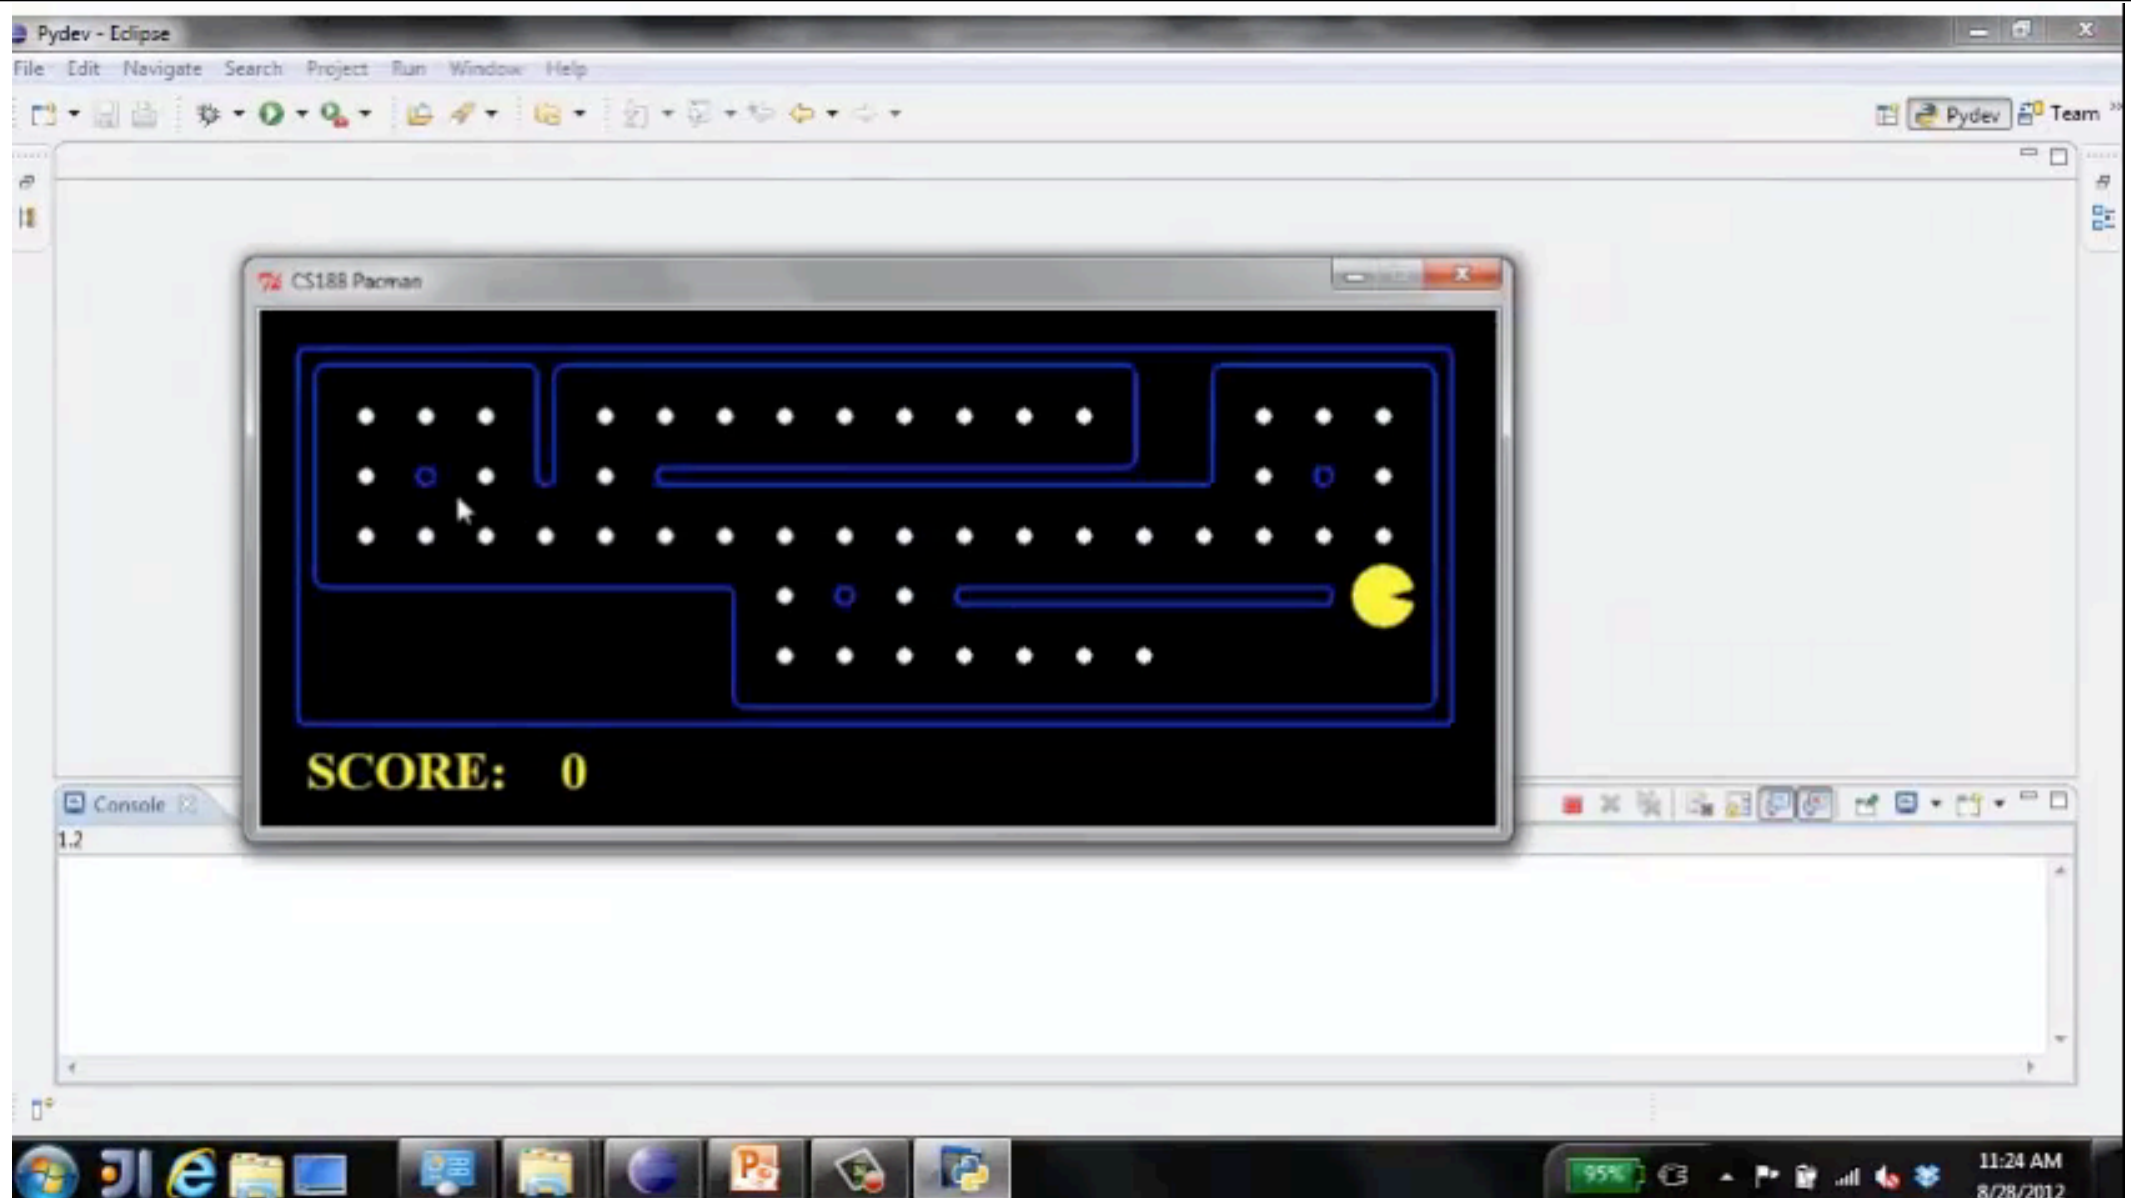 Pydev - Eclipse
File Edit Navigate Search Project Run Window Help
Pydev Team
CS188 Pacman
SCORE: 0
Console
1.2
95%
11:24 AM
8/28/2012